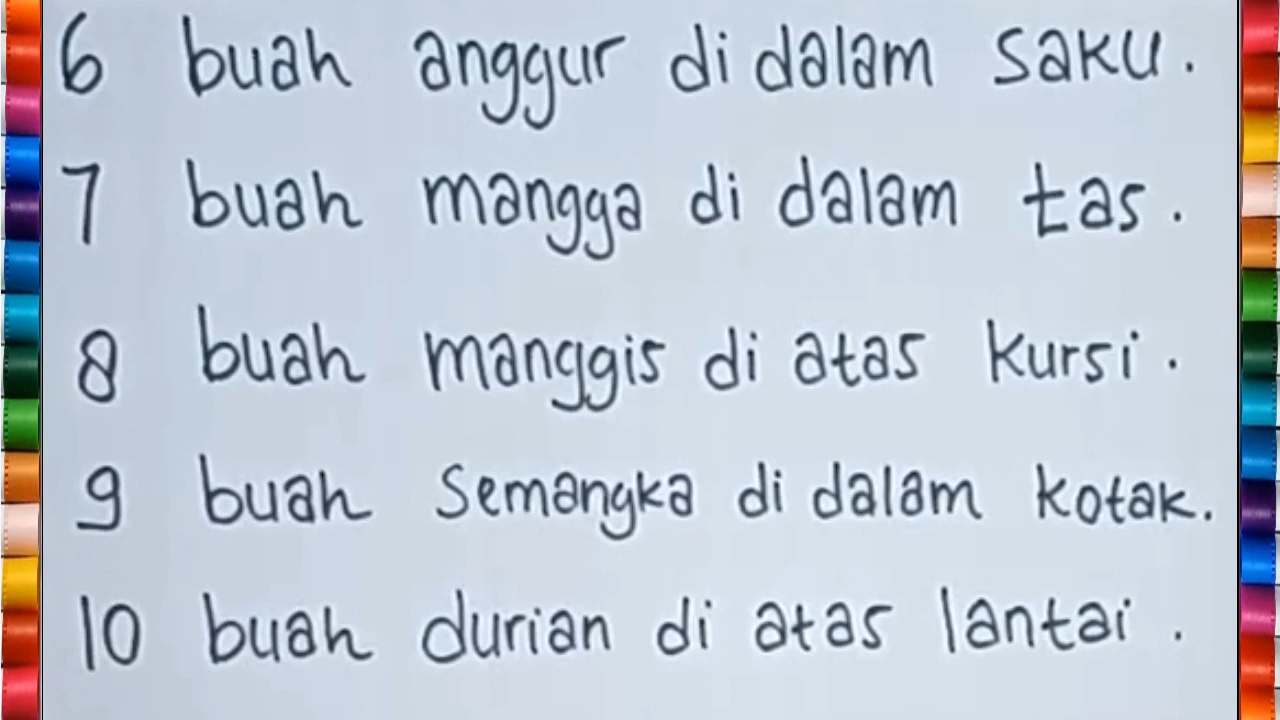 6 buah anggur di dalam saku.
7 buah mangga di dalam tas.
8 buah manggis di atas kursi.
9 buah semangka di dalam kotak.
10 buah durian di atas lantai.